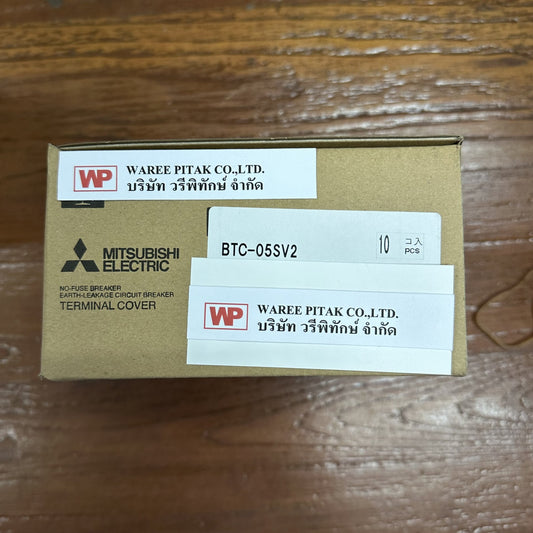 WP WAREE PITAK CO.,LTD.
บริษัท วรีพิทักษ์ จำกัด
BTC-05SV2 10 コ入
PCS
MITSUBISHI
ELECTRIC
NO-FUSE BREAKER
EARTH-LEAKAGE CIRCUIT BREAKER
TERMINAL COVER
WP WAREE PITAK CO.,LTD.
บริษัท วรีพิทักษ์ จำกัด